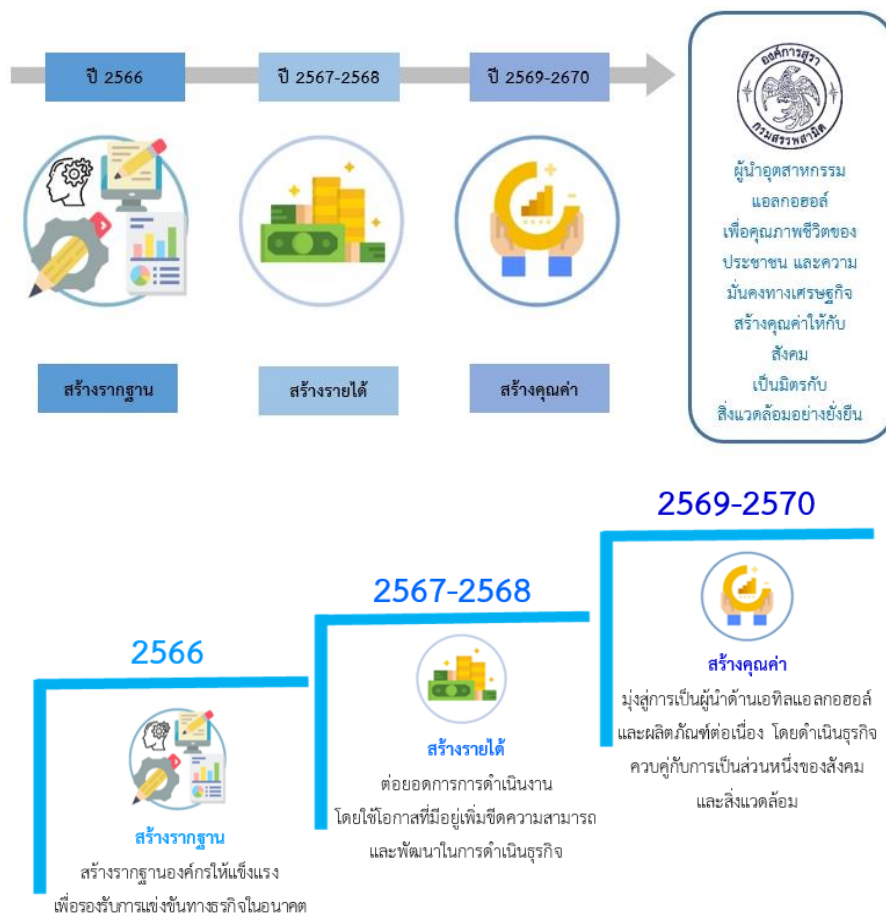 ปี 2566
ปี 2567-2568
ปี 2569-2670
องค์การสุรา
กรมสรรพสามิต
ผู้นำอุตสาหกรรม
แอลกอฮอล์
เพื่อคุณภาพชีวิตของ
ประชาชน และความ
มั่นคงทางเศรษฐกิจ
สร้างคุณค่าให้กับ
สังคม
เป็นมิตรกับ
สิ่งแวดล้อมอย่างยั่งยืน
สร้างรากฐาน
สร้างรายได้
สร้างคุณค่า
2566
สร้างรากฐาน
สร้างรากฐานองค์กรให้แข็งแรง
เพื่อรองรับการแข่งขันทางธุรกิจในอนาคต
2567-2568
สร้างรายได้
ต่อยอดการการดำเนินงาน
โดยใช้โอกาสที่มีอยู่เพิ่มขีดความสามารถ
และพัฒนาในการดำเนินธุรกิจ
2569-2570
สร้างคุณค่า
มุ่งสู่การเป็นผู้นำด้านเอทิลแอลกอฮอล์
และผลิตภัณฑ์ต่อเนื่อง โดยดำเนินธุรกิจ
ควบคู่กับการเป็นส่วนหนึ่งของสังคม
และสิ่งแวดล้อม